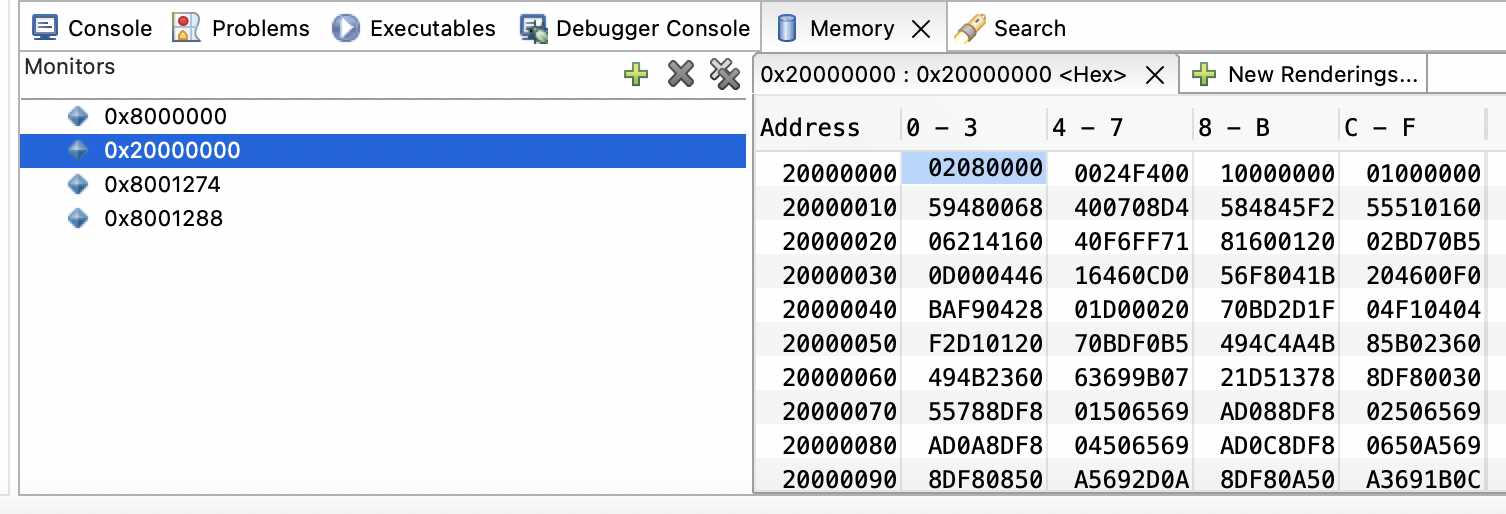 Console Problems Executables Debugger Console Memory Search
Monitors
0x8000000
0x20000000
0x8001274
0x8001288
0x20000000 : 0x20000000 <Hex> New Renderings...
Address 0 - 3 4 - 7 8 - B C - F
20000000 02080000 0024F400 10000000 01000000
20000010 59480068 400708D4 584845F2 55510160
20000020 06214160 40F6FF71 81600120 02BD70B5
20000030 0D000446 16460CD0 56F8041B 204600F0
20000040 BAF90428 01D00020 70BD2D1F 04F10404
20000050 F2D10120 70BDF0B5 494C4A4B 85B02360
20000060 494B2360 63699B07 21D51378 8DF80030
20000070 55788DF8 01506569 AD088DF8 02506569
20000080 AD0A8DF8 04506569 AD0C8DF8 0650A569
20000090 8DF80850 A5692D0A 8DF80A50 A3691B0C